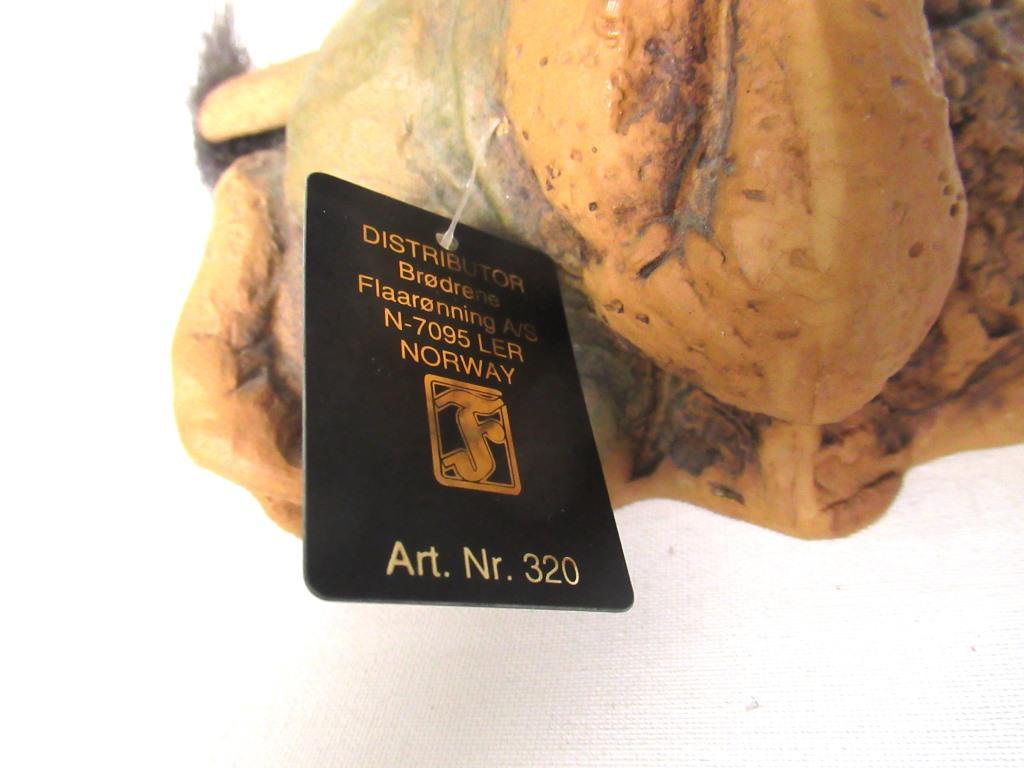 DISTRIBUTOR
Brødrene
Flaarønning A/S
N-7095 LER
NORWAY
Art. Nr. 320